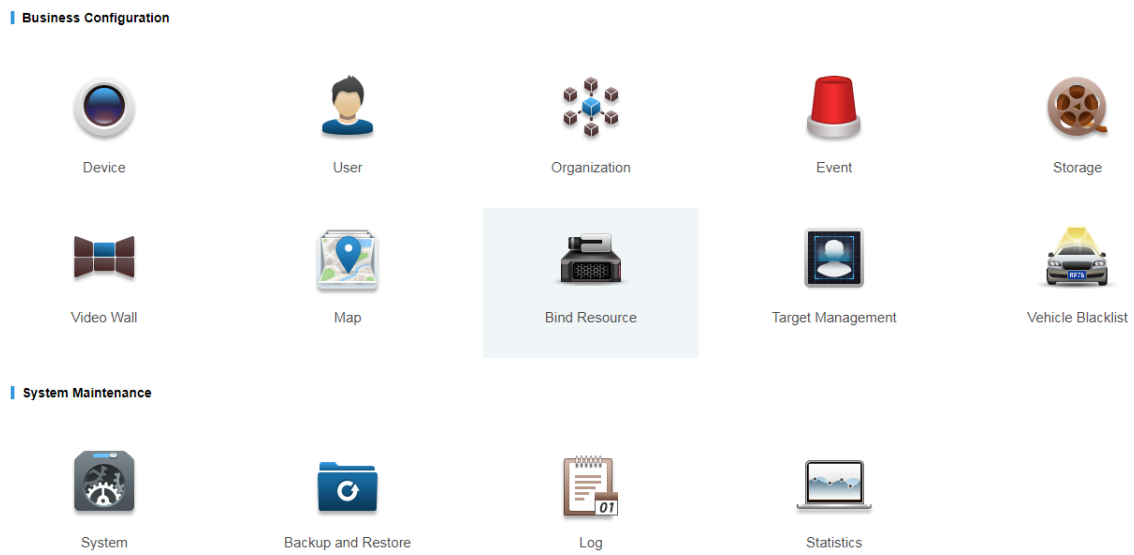 Business Configuration
Device
User
Organization
Event
Storage
Video Wall
Map
Bind Resource
Target Management
Vehicle Blacklist
System Maintenance
System
Backup and Restore
01
Log
Statistics